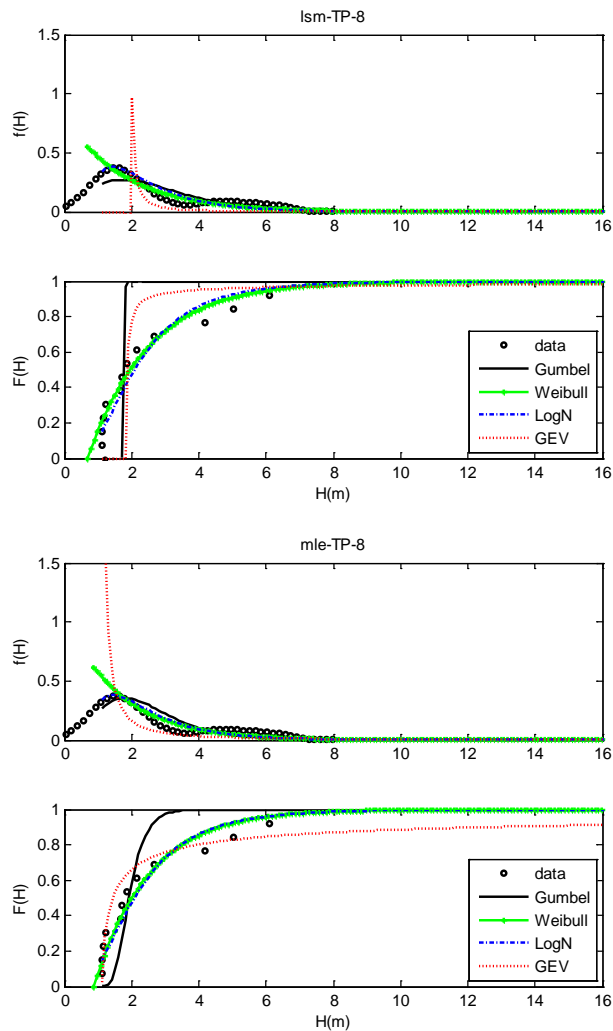 lsm-TP-8
1.5
1
0.5
0
f(H)
0 2 4 6 8 10 12 14 16
1
0.8
0.6
0.4
0.2
0
F(H)
data
Gumbel
Weibull
LogN
GEV
0 2 4 6 8 10 12 14 16
H(m)
mle-TP-8
1.5
1
0.5
0
f(H)
0 2 4 6 8 10 12 14 16
1
0.8
0.6
0.4
0.2
0
F(H)
data
Gumbel
Weibull
LogN
GEV
0 2 4 6 8 10 12 14 16
H(m)